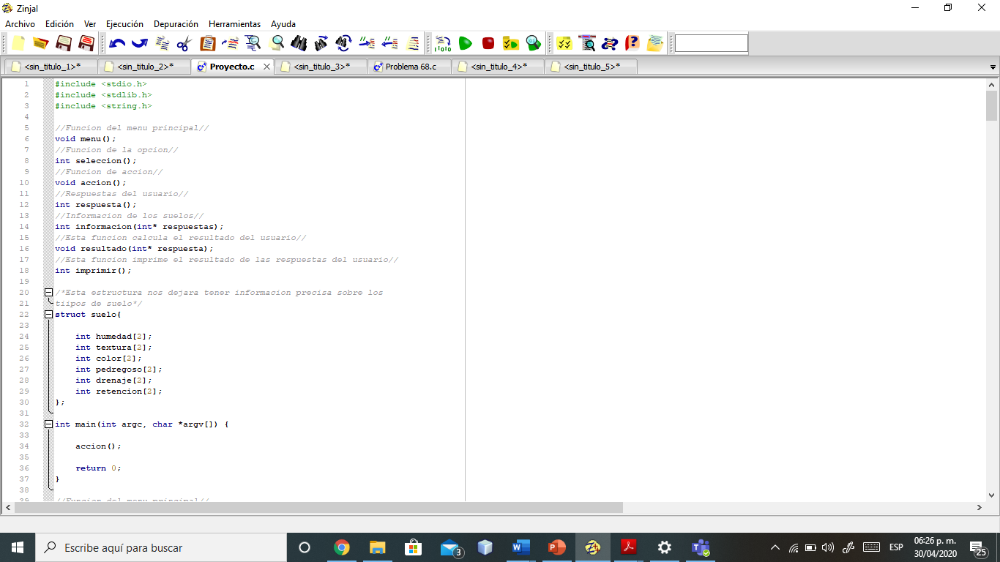 Zinjal
Archivo Edición Ver Ejecución Depuración Herramientas Ayuda
<sin_titulo_1>* <sin_titulo_2>* Proyecto.c <sin_titulo_3>* Problema 68.c <sin_titulo_4>* <sin_titulo_5>*
1 #include <stdio.h>
2 #include <stdlib.h>
3 #include <string.h>
4
5 //Funcion del menu principal//
6 void menu();
7 //Funcion de la opcion//
8 int seleccion();
9 //Funcion de accion//
10 void accion();
11 //Respuestas del usuario//
12 int respuesta();
13 //Informacion de los suelos//
14 int informacion(int* respuestas);
15 //Esta funcion calcula el resultado del usuario//
16 void resultado(int* respuesta);
17 //Esta funcion imprime el resultado de las respuestas del usuario//
18 int imprimir();
19
20 /*Esta estructura nos dejara tener informacion precisa sobre los
21 tiipos de suelo*/
22 struct suelo{
23
24 int humedad[2];
25 int textura[2];
26 int color[2];
27 int pedregoso[2];
28 int drenaje[2];
29 int retencion[2];
30 };
31
32 int main(int argc, char *argv[]) {
33
34 accion();
35
36 return 0;
37 }
38
39 //Funcion del menu principal//
Escribe aquí para buscar
3
ESP
06:26 p. m.
30/04/2020
25